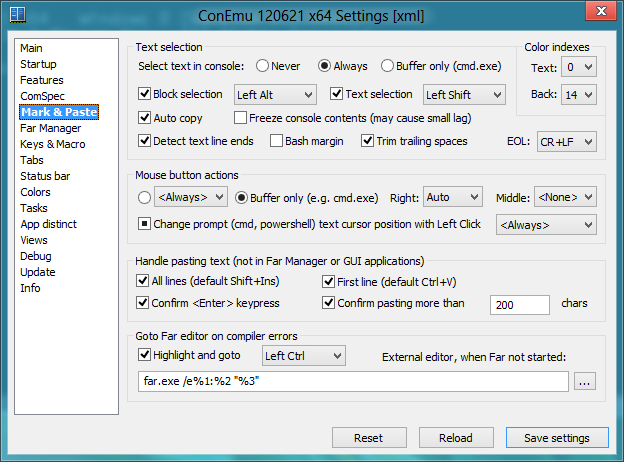 ConEmu 120621 x64 Settings [xml]
Main
Startup
Features
ComSpec
Mark & Paste
Far Manager
Keys & Macro
Tabs
Status bar
Colors
Tasks
App distinct
Views
Debug
Update
Info
Text selection
Select text in console: Never Always Buffer only (cmd.exe)
Block selection Left Alt Text selection Left Shift
Auto copy Freeze console contents (may cause small lag)
Detect text line ends Bash margin Trim trailing spaces EOL: CR+LF
Color indexes
Text: 0
Back: 14
Mouse button actions
<Always> Buffer only (e.g. cmd.exe) Right: Auto Middle: <None>
Change prompt (cmd, powershell) text cursor position with Left Click <Always>
Handle pasting text (not in Far Manager or GUI applications)
All lines (default Shift+Ins) First line (default Ctrl+V)
Confirm <Enter> keypress Confirm pasting more than 200 chars
Goto Far editor on compiler errors
Highlight and goto Left Ctrl External editor, when Far not started:
far.exe /e%1:%2 "%3" ...
Reset Reload Save settings